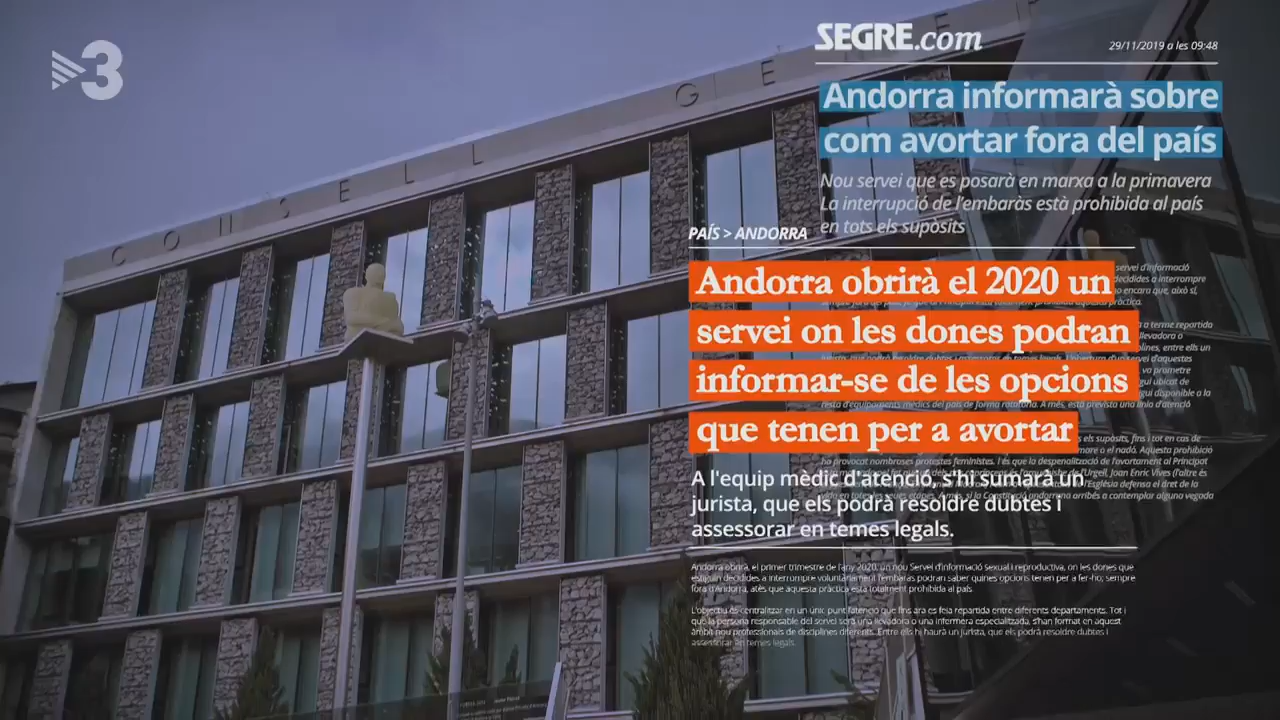 3
SEGRE.com
29/11/2019 a les 09:48
CONSELL GENER
Andorra informarà sobre
com avortar fora del país
Nou servei que es posarà en marxa a la primavera
La interrupció de l'embaràs està prohibida al país
en tots els supòsits
PAÍS > ANDORRA
servei d'informació
decidides a interrompre
Andorra obrirà el 2020 un
servei on les dones podran
informar-se de les opcions
que tenen per a avortar
A l'equip mèdic d'atenció, s'hi sumarà un
jurista, que els podrà resoldre dubtes i
assessorar en temes legals.
Andorra obrirà, el primer trimestre de l'any 2020, un nou Servei d'informació sexual i reproductiva, on les dones que
estiguin decidides a interrompre voluntàriament l'embaràs podran saber quines opcions tenen per a fer-ho; sempre
fora d'Andorra, atès que aquesta pràctica està totalment prohibida al país.
L'objectiu és centralitzar en un únic punt l'atenció que fins ara es feia repartida entre diferents departaments. Tot i
que la persona responsable del servei serà una llevadora o una infermera especialitzada, s'han format en aquest
àmbit nou professionals de disciplines diferents. Entre ells hi haurà un jurista, que els podrà resoldre dubtes i
assessorar en temes legals.